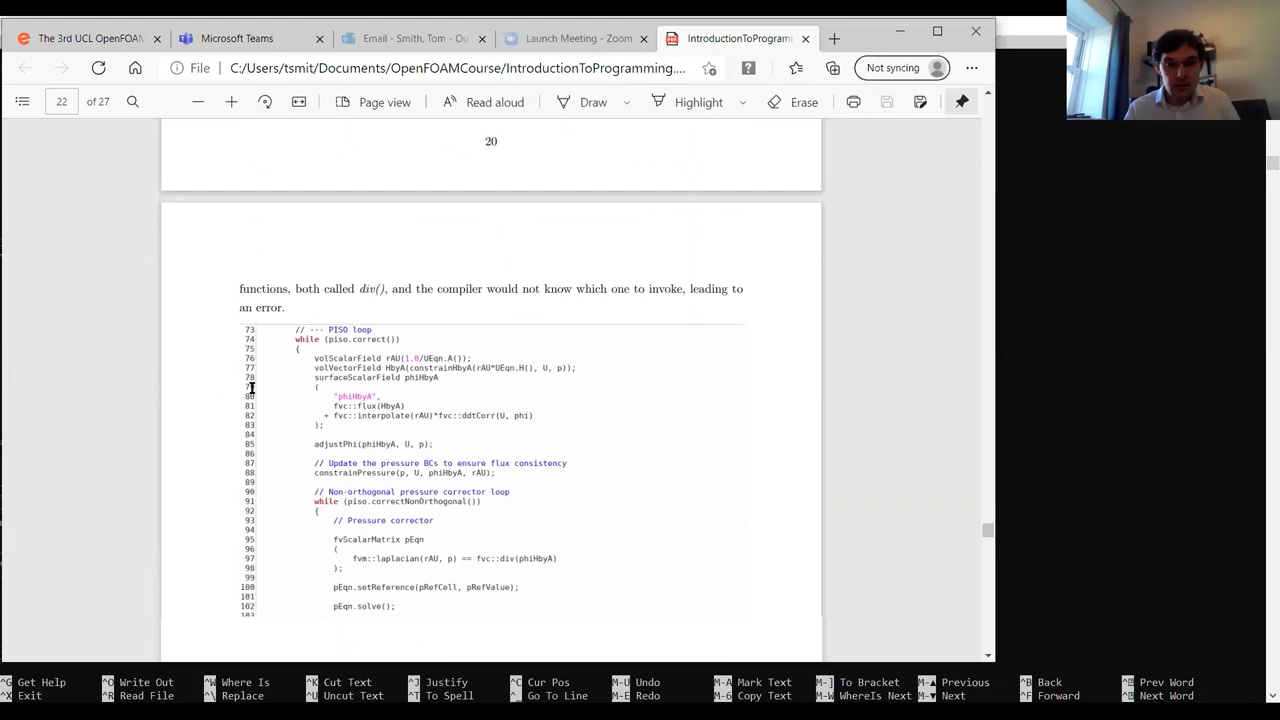 The 3rd UCL OpenFOA
Microsoft Teams
Email - Smith, Tom - Ou
Launch Meeting - Zoom
IntroductionToProgram
File
C:/Users/tsmit/Documents/OpenFOAMCourse/IntroductionToProgramming....
Not syncing
22 of 27
Page view
Read aloud
Draw
Highlight
Erase
20
functions, both called div(), and the compiler would not know which one to invoke, leading to
an error.
73 // --- PISO loop
74 while (piso.correct())
75 {
76 volScalarField rAU(1.0/UEqn.A());
77 volVectorField HbyA(constrainHbyA(rAU*UEqn.H(), U, p));
78 surfaceScalarField phiHbyA
(
80 "phiHbyA",
81 fvc::flux(HbyA)
82 + fvc::interpolate(rAU)*fvc::ddtCorr(U, phi)
83 );
84
85 adjustPhi(phiHbyA, U, p);
86
87 // Update the pressure BCs to ensure flux consistency
88 constrainPressure(p, U, phiHbyA, rAU);
89
90 // Non-orthogonal pressure corrector loop
91 while (piso.correctNonOrthogonal())
92 {
93 // Pressure corrector
94
95 fvScalarMatrix pEqn
96 (
97 fvm::laplacian(rAU, p) == fvc::div(phiHbyA)
98 );
99
100 pEqn.setReference(pRefCell, pRefValue);
101
102 pEqn.solve();
103
^G Get Help ^O Write Out ^W Where Is ^K Cut Text ^J Justify ^C Cur Pos M-U Undo M-A Mark Text M-] To Bracket M-▲ Previous ^B Back Prev Word
^X Exit ^R Read File ^\ Replace ^U Uncut Text ^T To Spell Go To Line M-E Redo M-6 Copy Text M-W WhereIs Next M-▼ Next ^F Forward Next Word